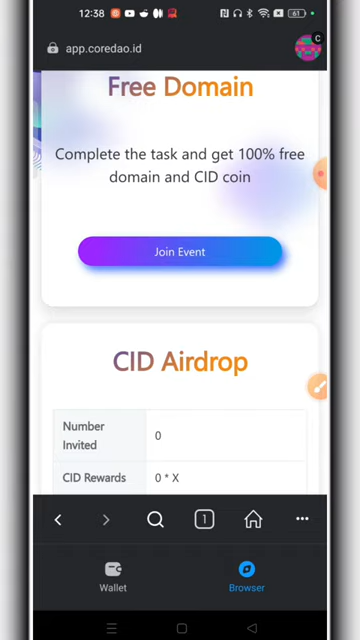 12:38
61
app.coredao.id
C
Free Domain
Complete the task and get 100% free
domain and CID coin
Join Event
CID Airdrop
Number
Invited
0
CID Rewards
0 * X
1
Wallet
Browser